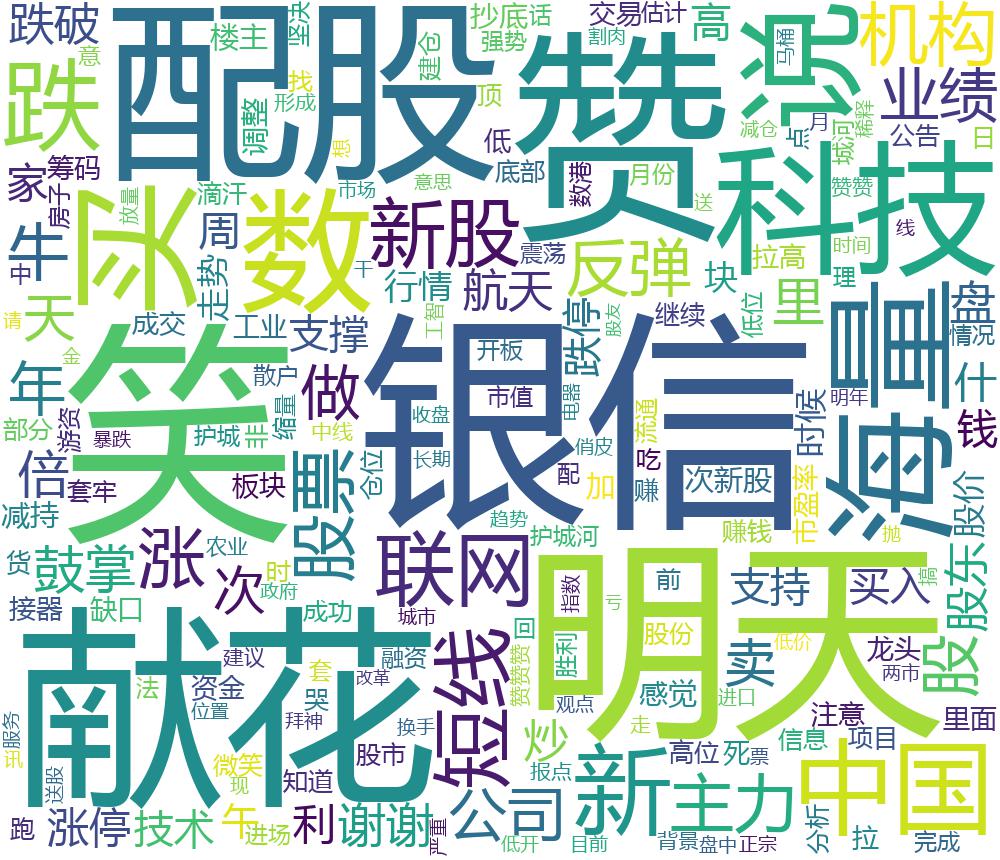 跌破
意
楼主
坚决
抄底
话
强势
交易
估计
割肉
高
马桶
说
机构
配股
赞
建仓
跌
找
形成
顶
调整
想
低
业绩
减仓
点
月
城河
稀释
公告
日
家
筹码
房子
滴汗
市场
意思
底部
数港
月份
科技
赞赞
送
时间
线
买
放量
数
新股
牛
中
周
走势
干
行情
震荡
航天
反弹
块
拉高
里
理
盘
请
天
金
成交
工业
支撑
工智
开板
跌停
股友
继续
低位
情况
年
笑
散户
做
银信
市值
电器
海量
明年
什
部分
游资
暴跌
护城
非
缩量
中线
收盘
俏皮
流通
时候
钱
倍
套牢
板块
股票
仓位
长期
配
加
吃
赚
次新股
市盈率
股价
减持
趋势
护城河
赚钱
抛
货
鼓掌
涨
农业
次
时
政府
联网
明天
前
支持
买入
搞
股东
接器
缺口
成功
城市
回
指数
亏
股份
低价
献花
建议
套
融资
改革
短线
赞赞赞
胜利
卖
龙头
两市
股
法
资金
位置
哭
拜神
换手
观点
感觉
进口
走
注意
里面
服务
讯
送股
微笑
现
知道
股市
炒
报点
高位
死
票
信息
项目
中国
跑
涨停
技术
午
进场
利
谢谢
严重
公司
低开
目前
新
主力
背景
盘中
正宗
分析
拉
完成